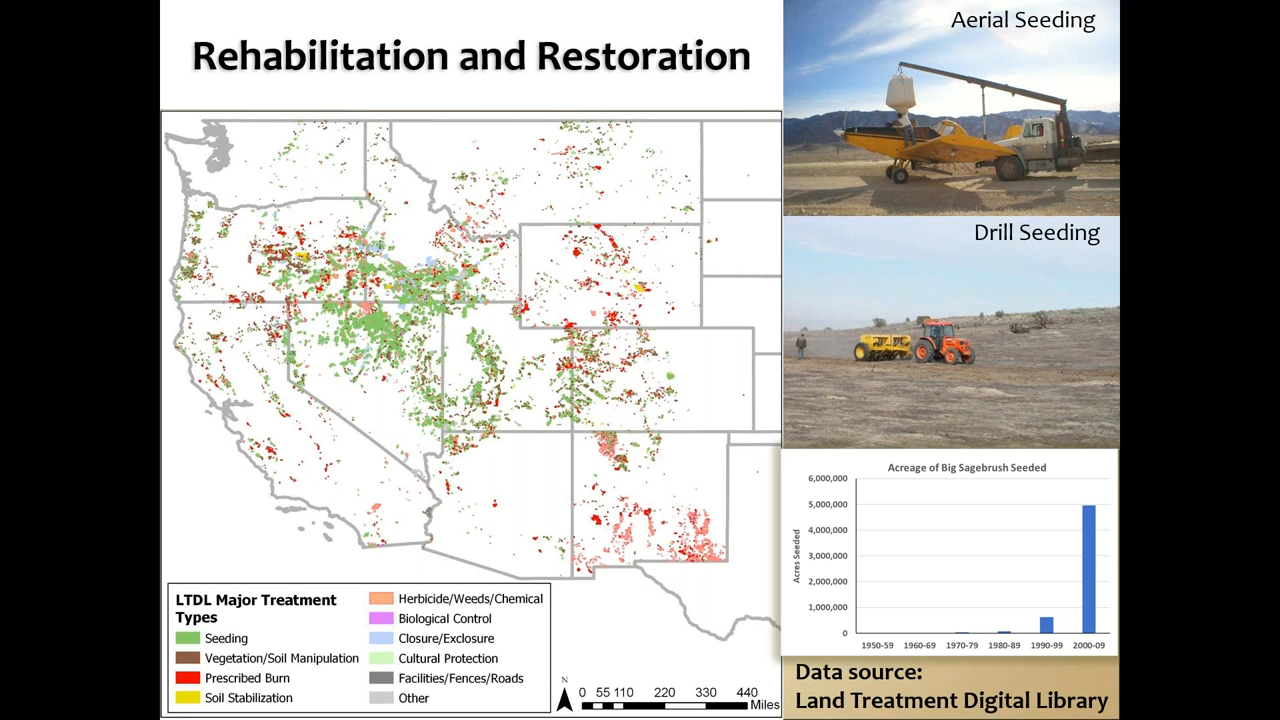 Rehabilitation and Restoration
Aerial Seeding
Drill Seeding
LTDL Major Treatment
Types
Seeding
Vegetation/Soil Manipulation
Prescribed Burn
Soil Stabilization
Herbicide/Weeds/Chemical
Biological Control
Closure/Exclosure
Cultural Protection
Facilities/Fences/Roads
Other
N
0 55 110 220 330 440
Miles
Acreage of Big Sagebrush Seeded
Acres Seeded
6,000,000
5,000,000
4,000,000
3,000,000
2,000,000
1,000,000
0
1950-59 1960-69 1970-79 1980-89 1990-99 2000-09
Data source:
Land Treatment Digital Library